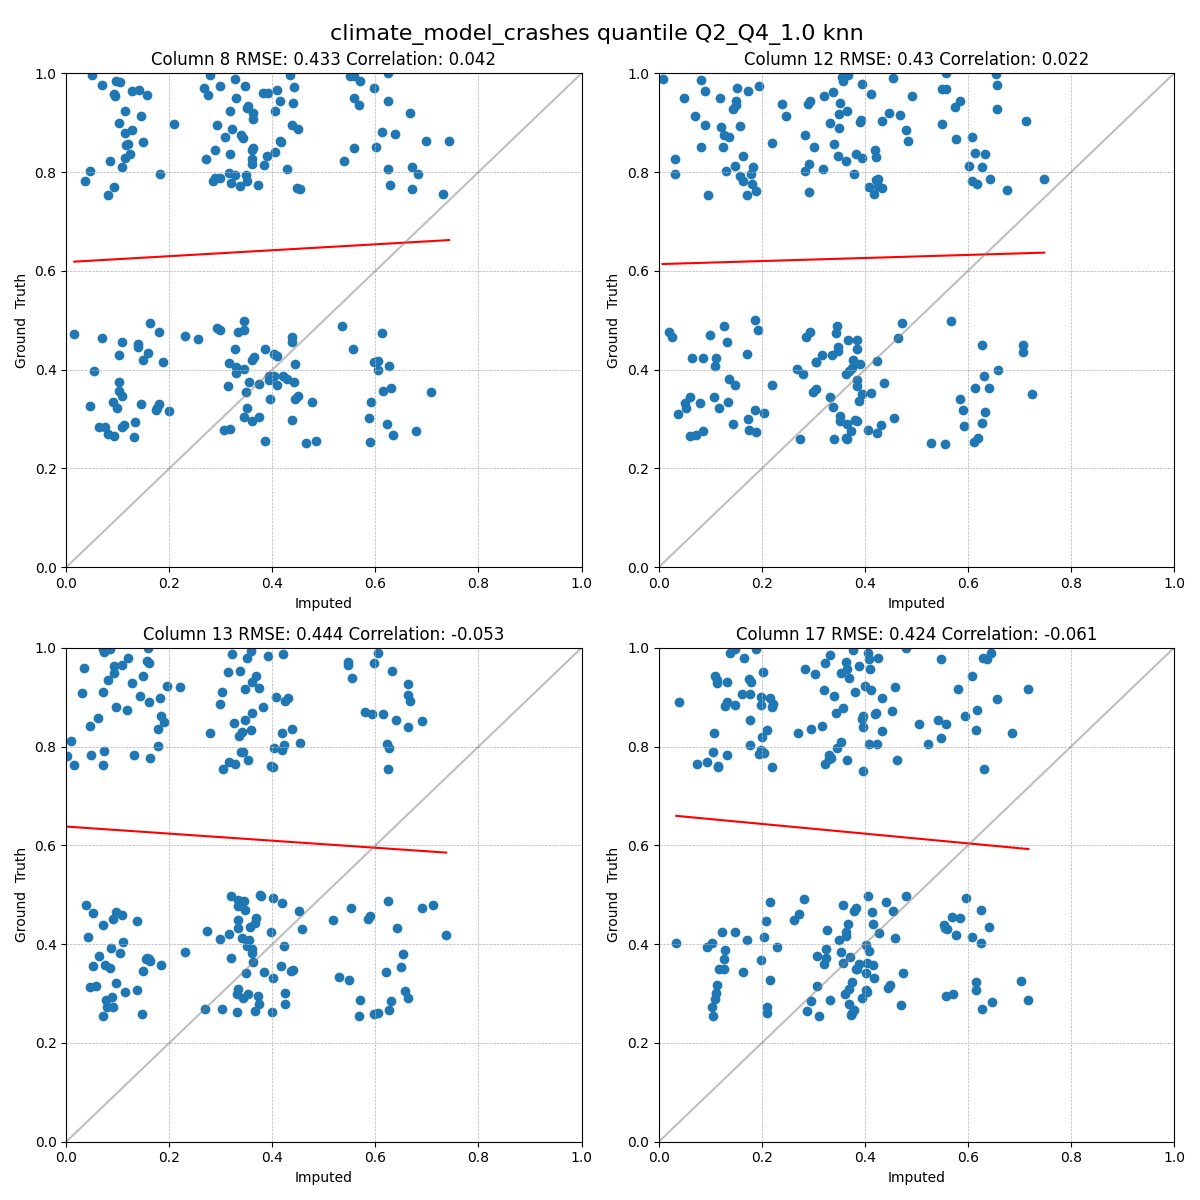 climate_model_crashes quantile Q2_Q4_1.0 knn
Column 8 RMSE: 0.433 Correlation: 0.042
1.0
0.8
0.6
0.4
0.2
0.0
Ground  Truth
0.0 0.2 0.4 0.6 0.8 1.0
Imputed
Column 12 RMSE: 0.43 Correlation: 0.022
1.0
0.8
0.6
0.4
0.2
0.0
Ground  Truth
0.0 0.2 0.4 0.6 0.8 1.0
Imputed
Column 13 RMSE: 0.444 Correlation: -0.053
1.0
0.8
0.6
0.4
0.2
0.0
Ground  Truth
0.0 0.2 0.4 0.6 0.8 1.0
Imputed
Column 17 RMSE: 0.424 Correlation: -0.061
1.0
0.8
0.6
0.4
0.2
0.0
Ground  Truth
0.0 0.2 0.4 0.6 0.8 1.0
Imputed